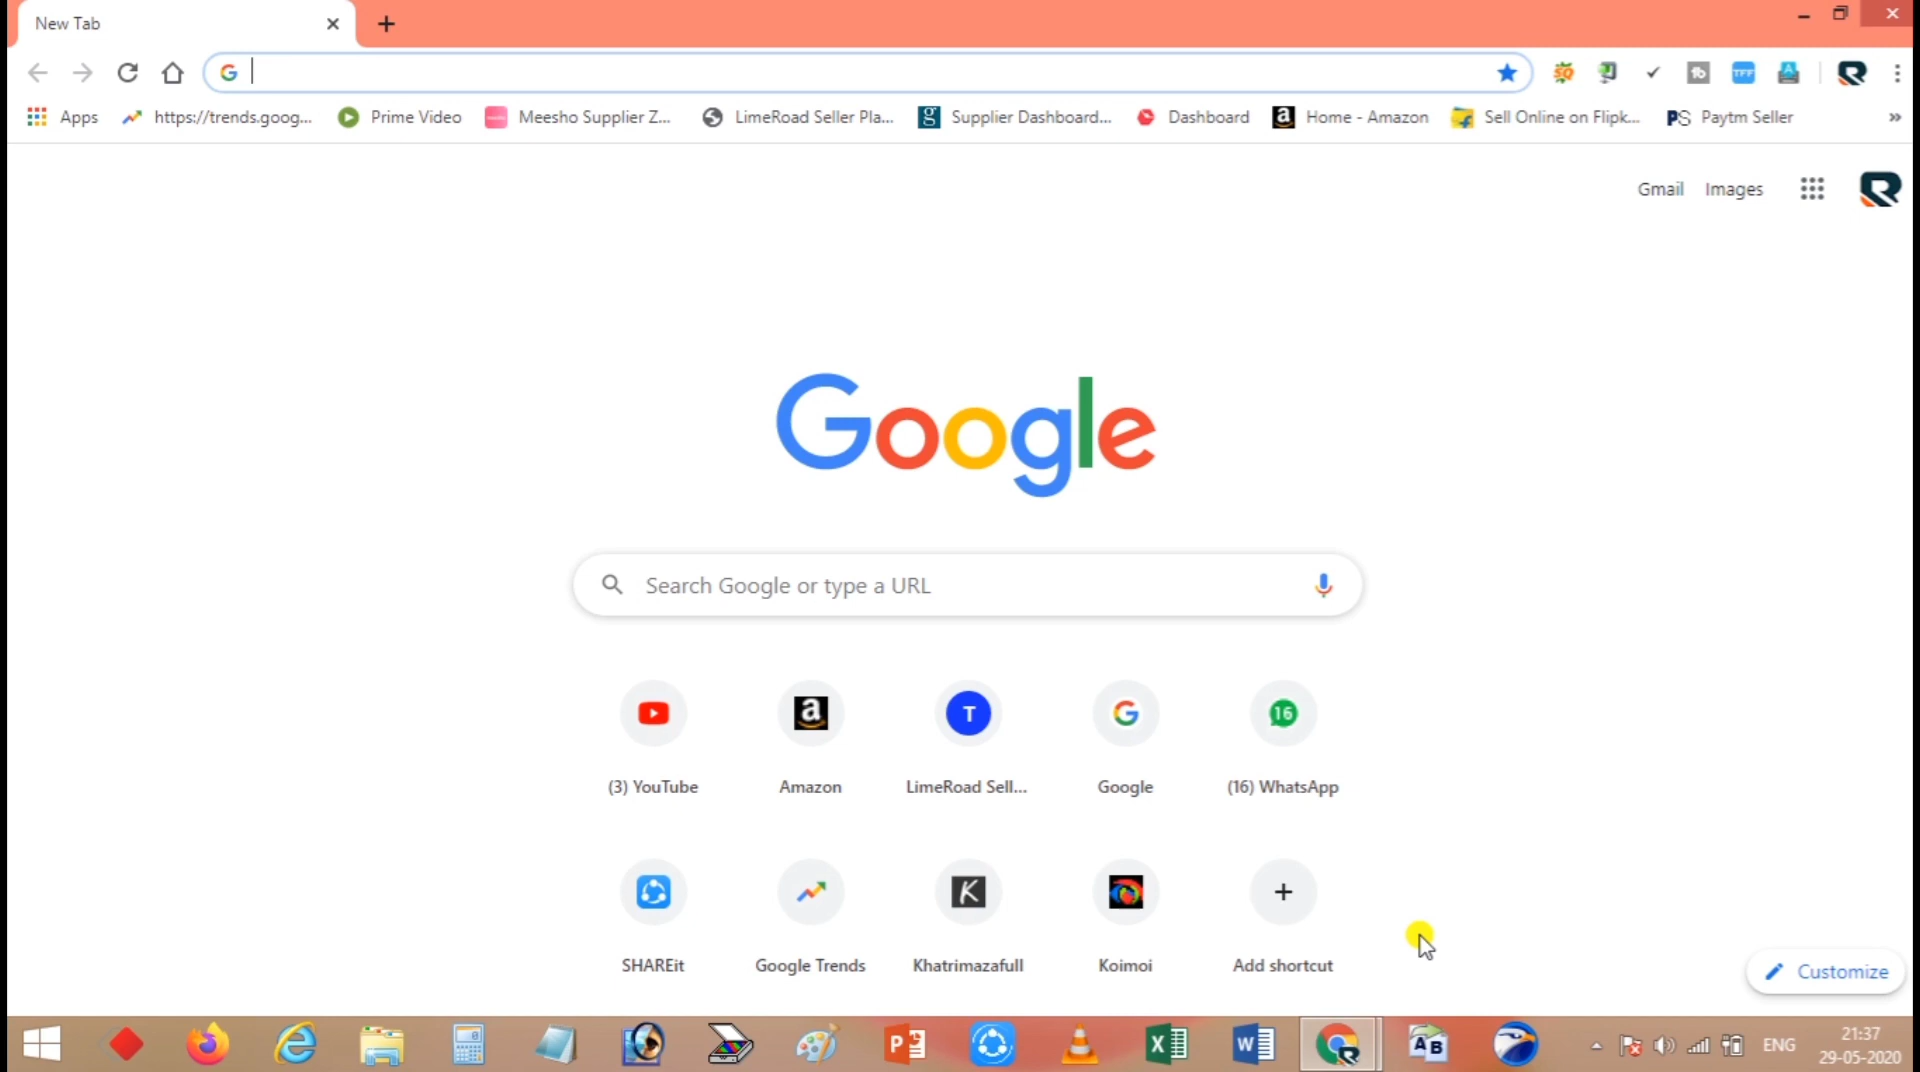 New Tab
Apps
https://trends.goog...
Prime Video
Meesho Supplier Z...
LimeRoad Seller Pla...
Supplier Dashboard...
Dashboard
Home - Amazon
Sell Online on Flipk...
Paytm Seller
Gmail
Images
Google
Search Google or type a URL
(3) YouTube
Amazon
LimeRoad Sell...
Google
(16) WhatsApp
SHAREit
Google Trends
Khatrimazafull
Koimoi
Add shortcut
Customize
ENG
21:37
29-05-2020